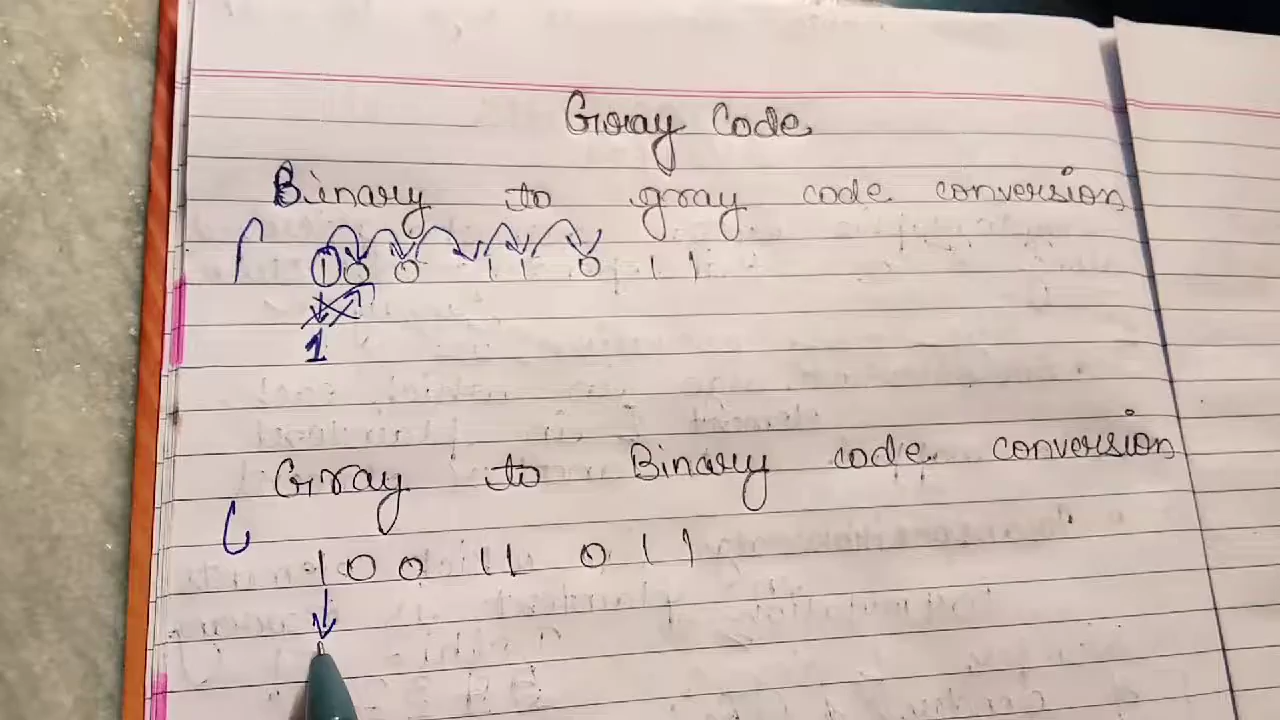 Gray Code
Binary to gray code conversion
1 0 0 1 1 0 1 1
1
Gray to Binary code conversion
1 0 0 1 1 0 1 1